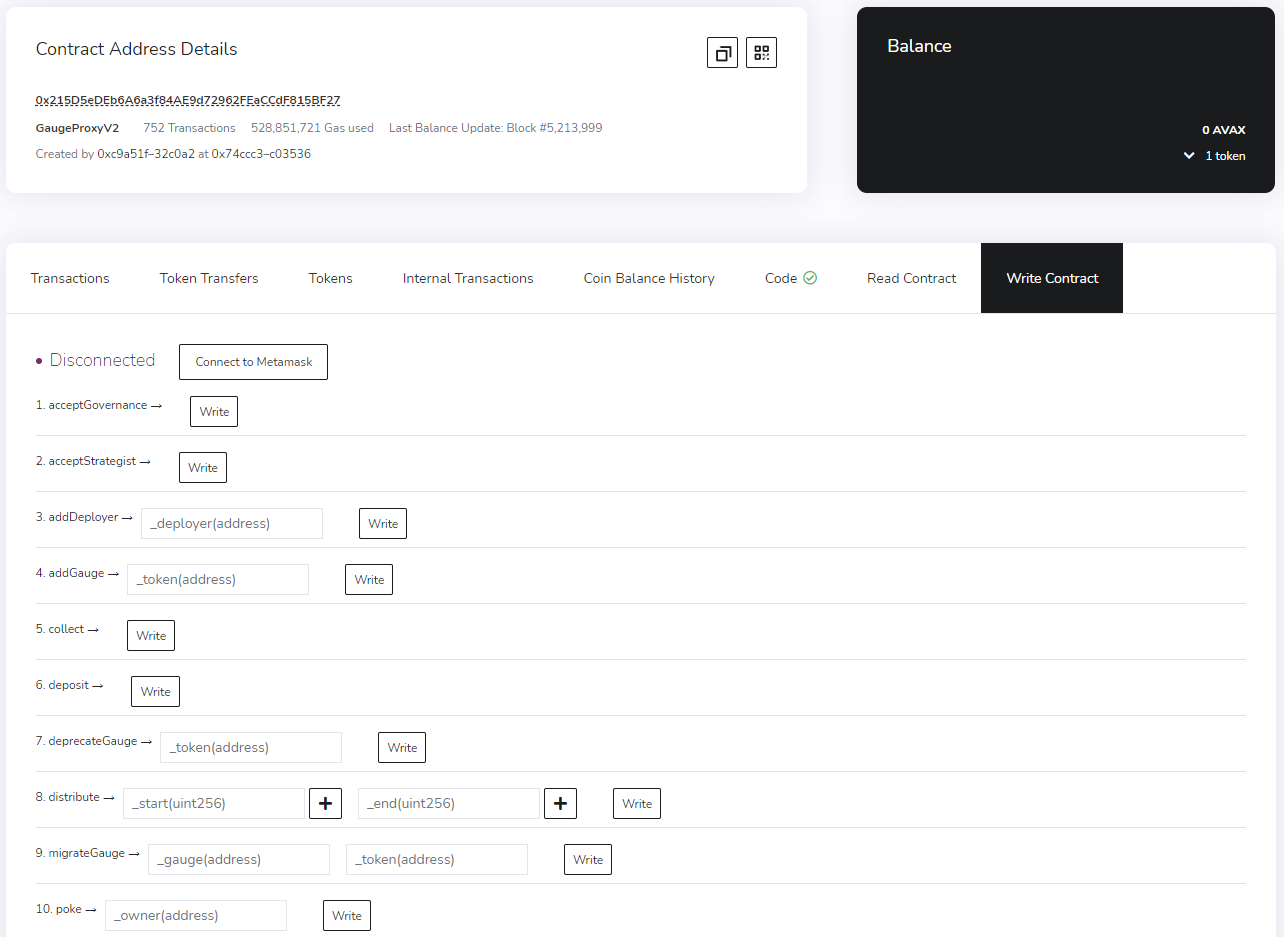 Contract Address Details
0x215D5eDEb6A6a3f84AE9d72962FEaCCdF815BF27
GaugeProxyV2 752 Transactions 528,851,721 Gas used Last Balance Update: Block #5,213,999
Created by 0xc9a51f–32c0a2 at 0x74ccc3–c03536
Balance
0 AVAX
1 token
Transactions Token Transfers Tokens Internal Transactions Coin Balance History Code Read Contract Write Contract
Disconnected Connect to Metamask
1. acceptGovernance → Write
2. acceptStrategist → Write
3. addDeployer → _deployer(address) Write
4. addGauge → _token(address) Write
5. collect → Write
6. deposit → Write
7. deprecateGauge → _token(address) Write
8. distribute → _start(uint256) + _end(uint256) + Write
9. migrateGauge → _gauge(address) _token(address) Write
10. poke → _owner(address) Write